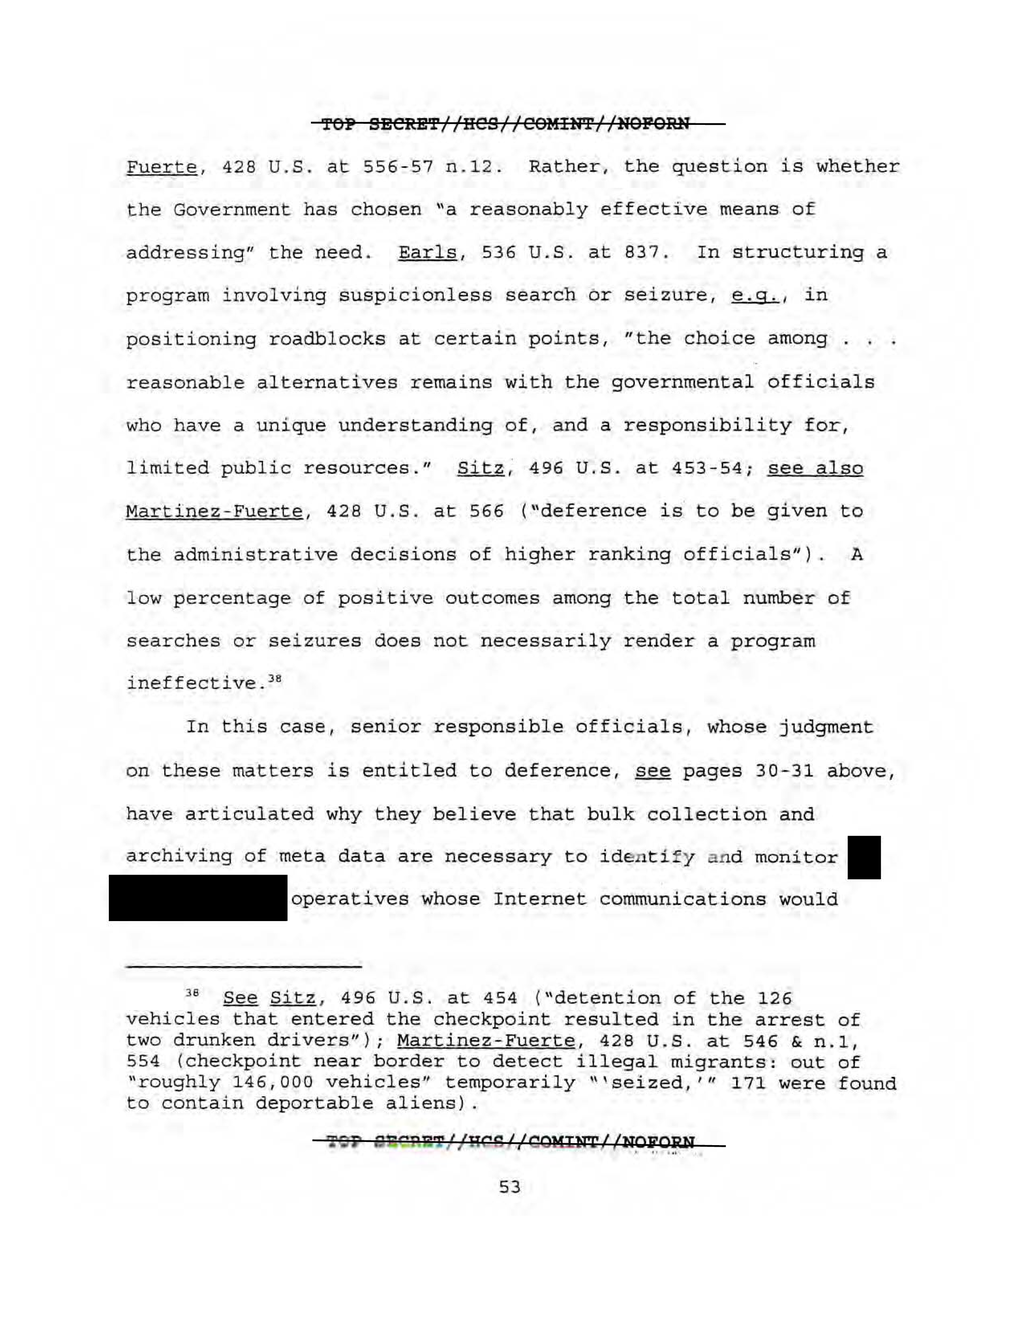 TOP SECRET//HCS//COMINT//NOFORN
Fuerte, 428 U.S. at 556-57 n.12. Rather, the question is whether
the Government has chosen "a reasonably effective means of
addressing" the need. Earls, 536 U.S. at 837. In structuring a
program involving suspicionless search or seizure, e.g., in
positioning roadblocks at certain points, "the choice among . . .
reasonable alternatives remains with the governmental officials
who have a unique understanding of, and a responsibility for,
limited public resources." Sitz, 496 U.S. at 453-54; see also
Martinez-Fuerte, 428 U.S. at 566 ("deference is to be given to
the administrative decisions of higher ranking officials"). A
low percentage of positive outcomes among the total number of
searches or seizures does not necessarily render a program
ineffective.³⁸
In this case, senior responsible officials, whose judgment
on these matters is entitled to deference, see pages 30-31 above,
have articulated why they believe that bulk collection and
archiving of meta data are necessary to identify and monitor
operatives whose Internet communications would
³⁸ See Sitz, 496 U.S. at 454 ("detention of the 126
vehicles that entered the checkpoint resulted in the arrest of
two drunken drivers"); Martinez-Fuerte, 428 U.S. at 546 & n.1,
554 (checkpoint near border to detect illegal migrants: out of
"roughly 146,000 vehicles" temporarily "'seized,'" 171 were found
to contain deportable aliens).
TOP SECRET//HCS//COMINT//NOFORN
53